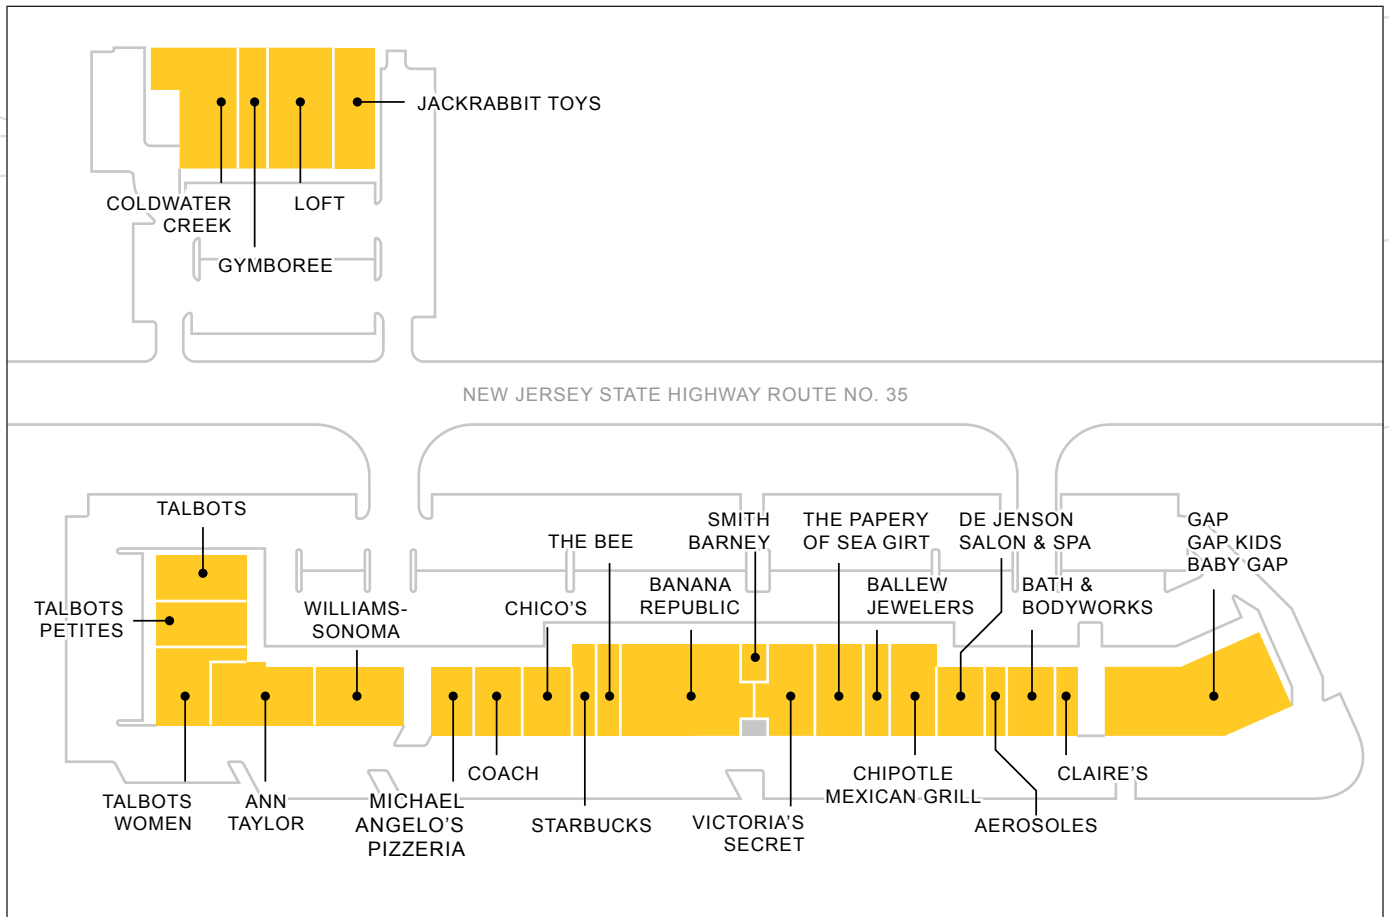 JACKRABBIT TOYS
COLDWATER
CREEK
LOFT
GYMBOREE
NEW JERSEY STATE HIGHWAY ROUTE NO. 35
TALBOTS
TALBOTS
PETITES
WILLIAMS-
SONOMA
CHICO'S
THE BEE
BANANA
REPUBLIC
SMITH
BARNEY
THE PAPERY
OF SEA GIRT
BALLEW
JEWELERS
DE JENSON
SALON & SPA
BATH &
BODYWORKS
GAP
GAP KIDS
BABY GAP
TALBOTS
WOMEN
ANN
TAYLOR
MICHAEL
ANGELO'S
PIZZERIA
COACH
STARBUCKS
VICTORIA'S
SECRET
CHIPOTLE
MEXICAN GRILL
AEROSOLES
CLAIRE'S